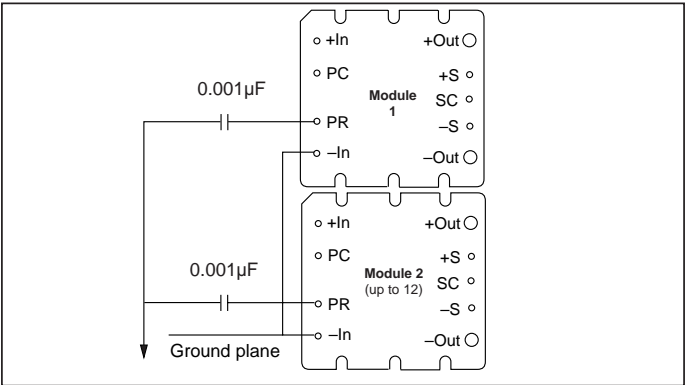 +In
+Out
PC
+S
0.001µF
Module
1
SC
PR
–S
–In
–Out
+In
+Out
PC
+S
0.001µF
Module 2
(up to 12)
SC
PR
–S
–In
–Out
Ground plane